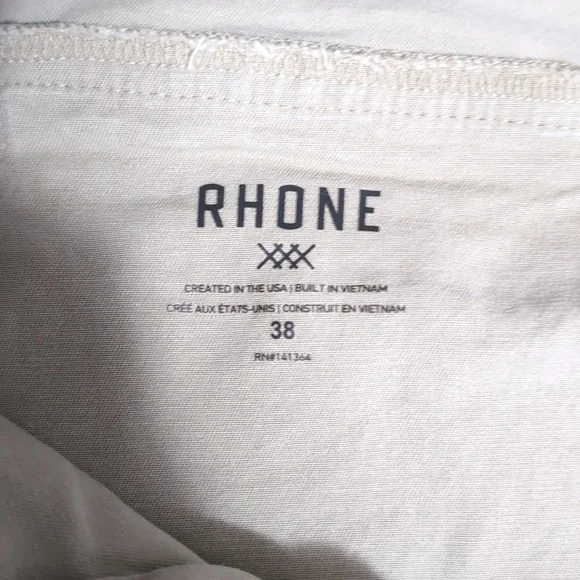 RHONE
CREATED IN THE USA | BUILT IN VIETNAM
CRÉÉ AUX ÉTATS-UNIS | CONSTRUIT EN VIETNAM
38
RN#141364